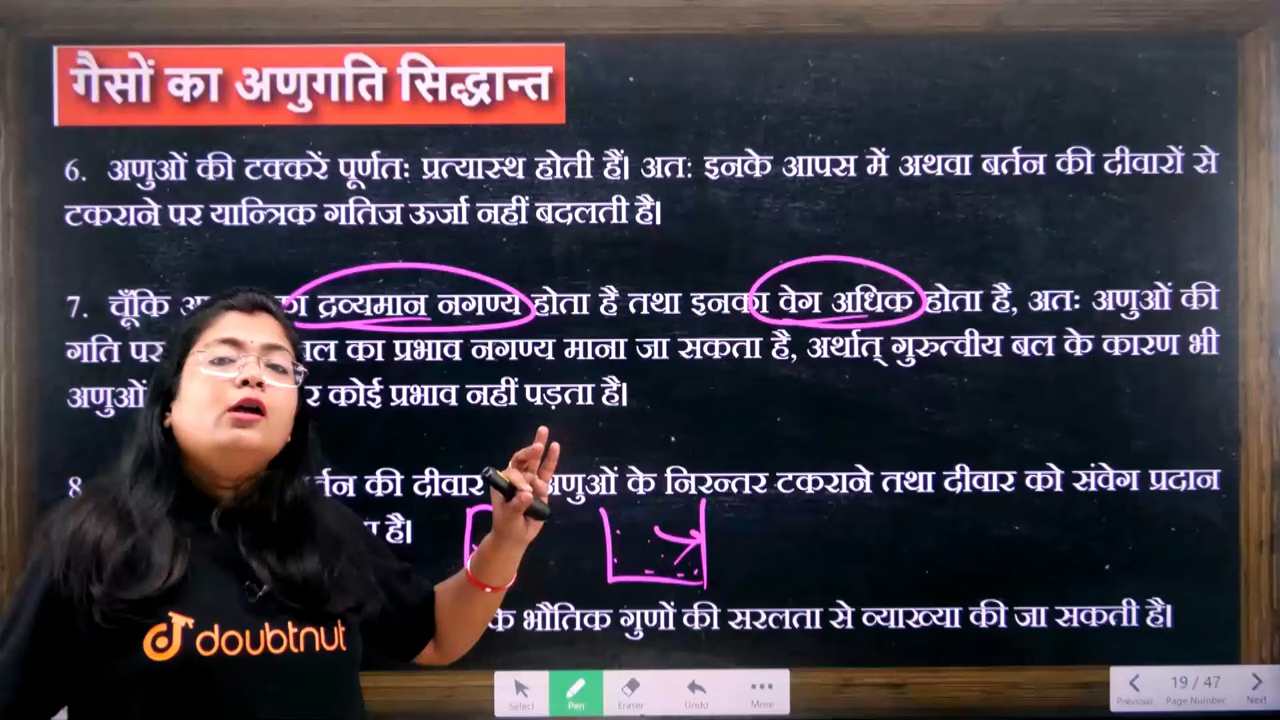 गैसों का अणुगति सिद्धान्त
6. अणुओं की टक्करें पूर्णतः प्रत्यास्थ होती हैं। अतः इनके आपस में अथवा बर्तन की दीवारों से
टकराने पर यान्त्रिक गतिज ऊर्जा नहीं बदलती है।
7. चूँकि का द्रव्यमान नगण्य होता है तथा इनका वेग अधिक होता है, अतः अणुओं की
गति पर का प्रभाव नगण्य माना जा सकता है, अर्थात् गुरुत्वीय बल के कारण भी
अणुओं कोई प्रभाव नहीं पड़ता है।
8 की दीवार अणुओं के निरन्तर टकराने तथा दीवार को संवेग प्रदान
है।
के भौतिक गुणों की सरलता से व्याख्या की जा सकती है।
doubtnut
Select Pen Eraser Undo More
19 / 47
Previous Page Number Next